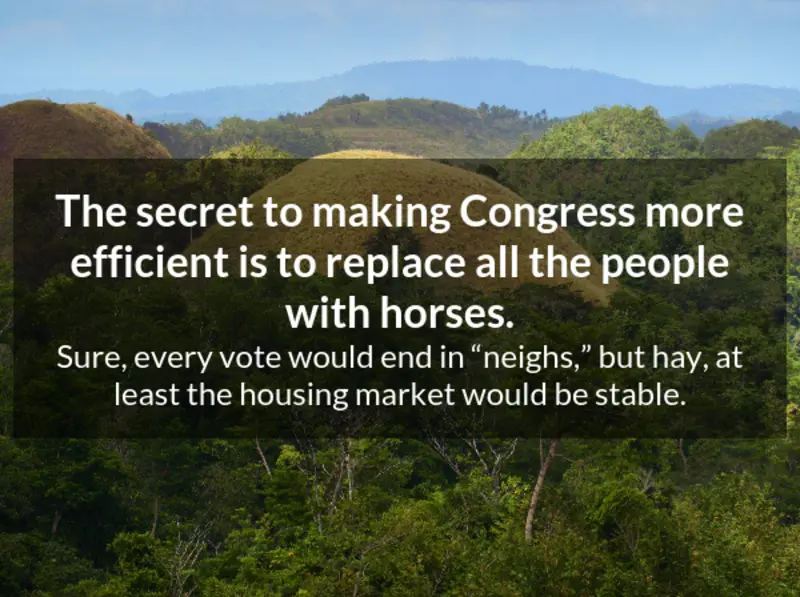 The secret to making Congress more
efficient is to replace all the people
with horses.
Sure, every vote would end in “neighs,” but hay, at
least the housing market would be stable.